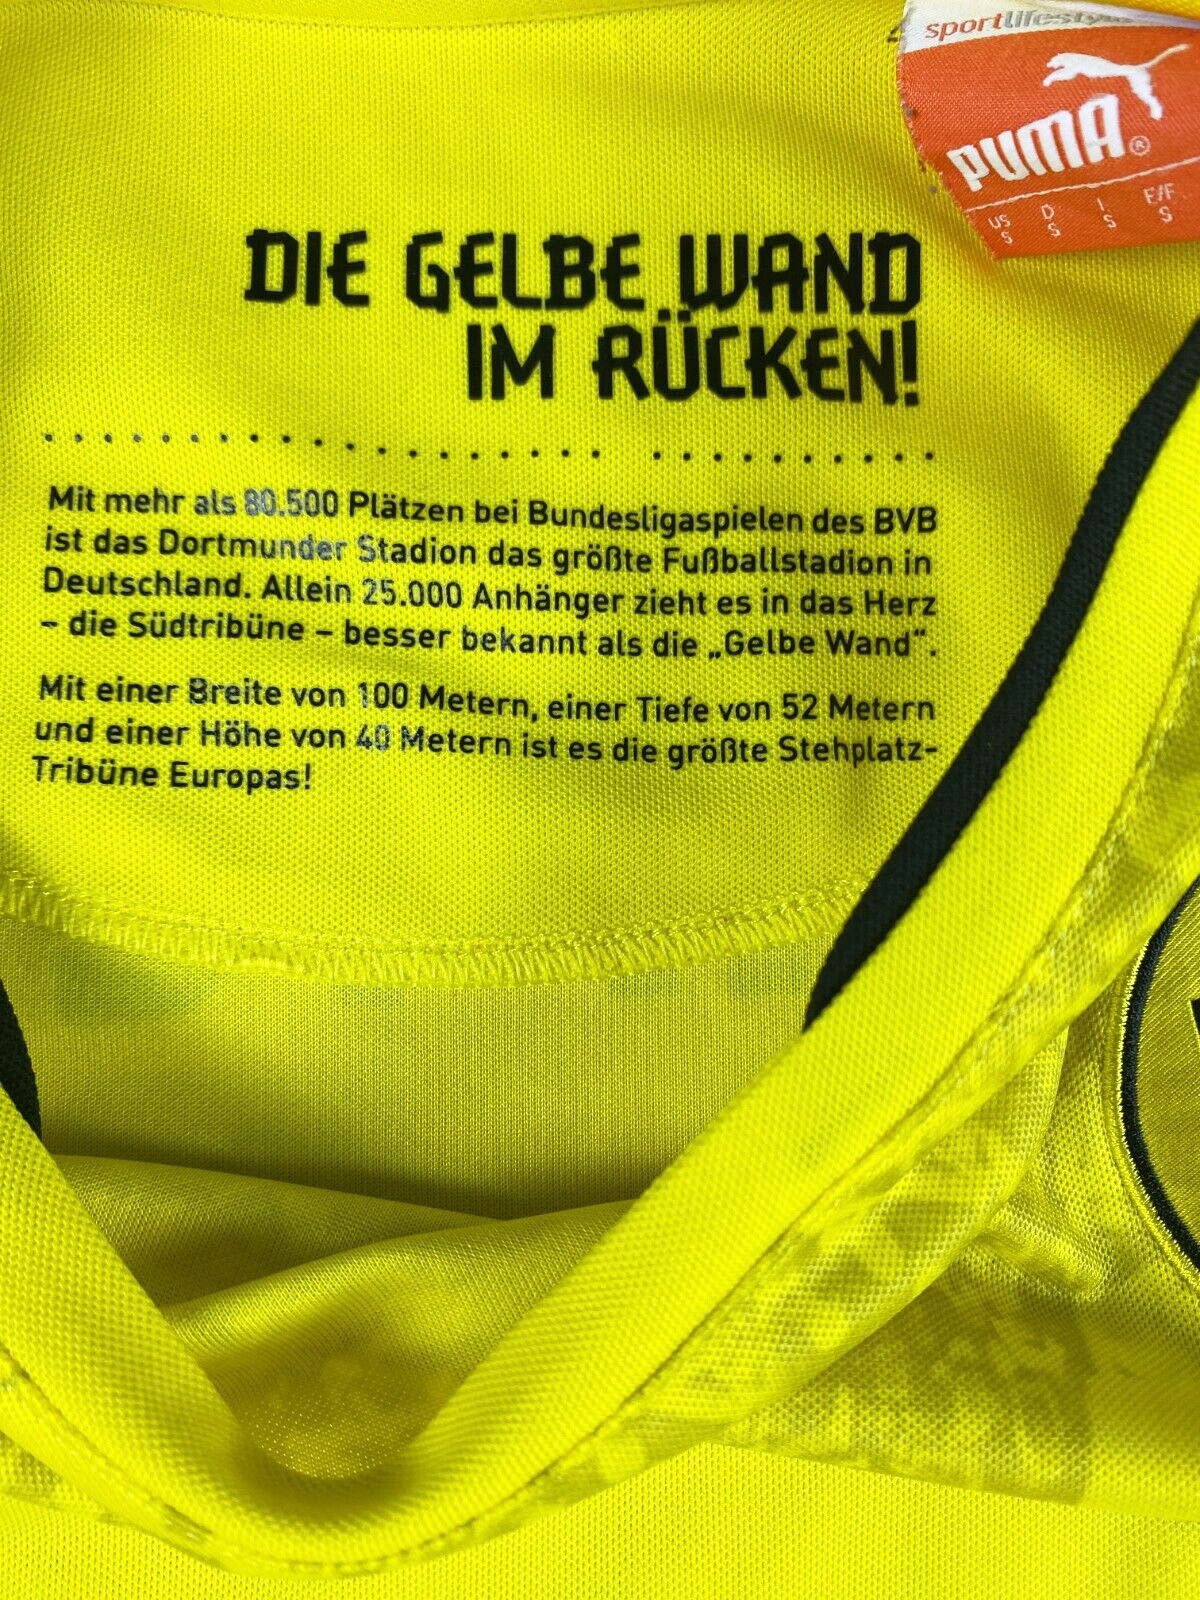 sportlifestyle
PUMA®
US D I E/F
S S S S
DIE GELBE WAND
IM RÜCKEN!
Mit mehr als 80.500 Plätzen bei Bundesligaspielen des BVB
ist das Dortmunder Stadion das größte Fußballstadion in
Deutschland. Allein 25.000 Anhänger zieht es in das Herz
– die Südtribüne – besser bekannt als die „Gelbe Wand“.
Mit einer Breite von 100 Metern, einer Tiefe von 52 Metern
und einer Höhe von 40 Metern ist es die größte Stehplatz-
Tribüne Europas!